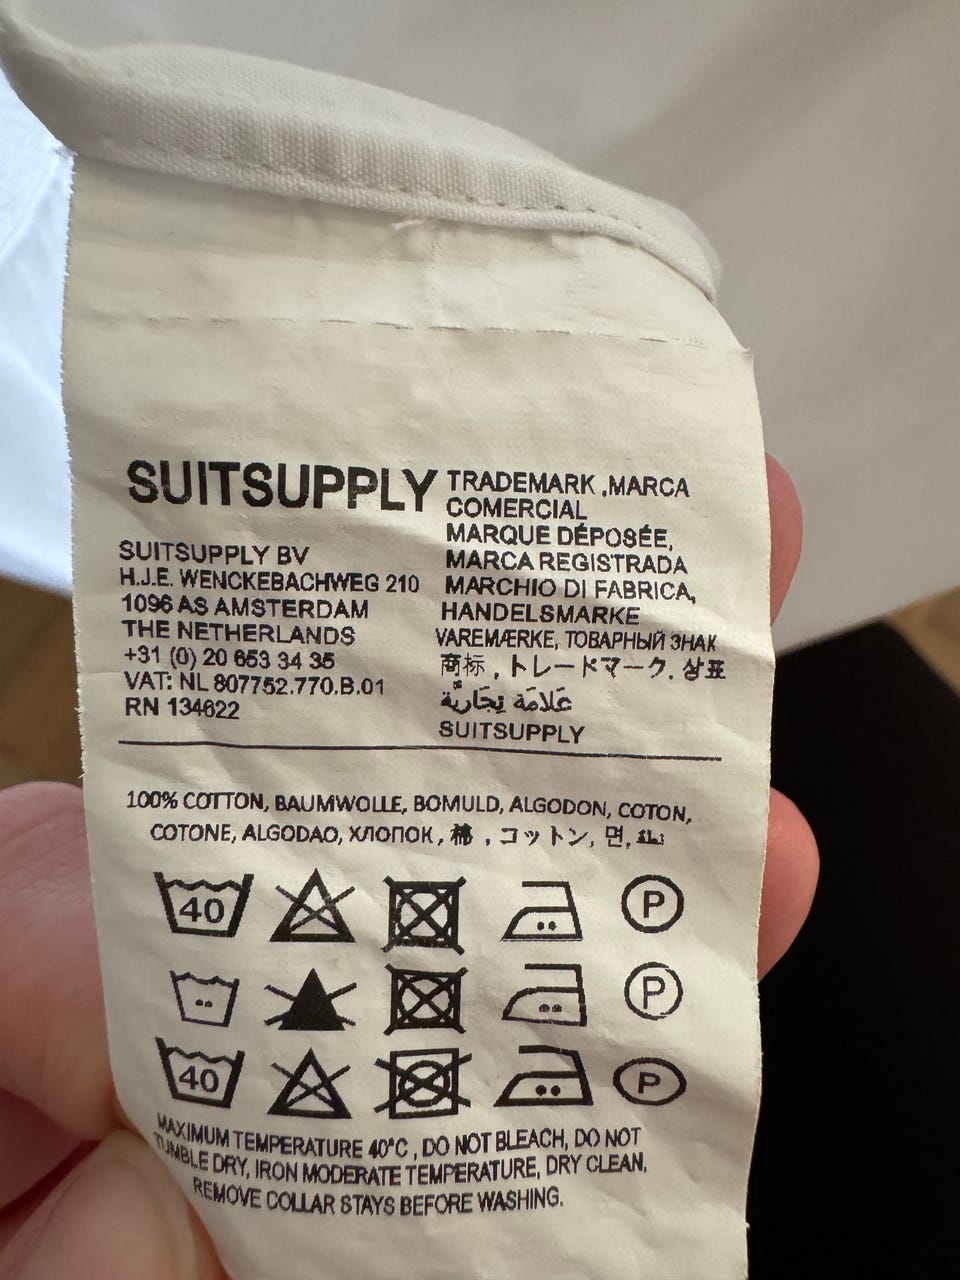 SUITSUPPLY
SUITSUPPLY BV
H.J.E. WENCKEBACHWEG 210
1096 AS AMSTERDAM
THE NETHERLANDS
+31 (0) 20 653 34 35
VAT: NL 807752.770.B.01
RN 134622
TRADEMARK ,MARCA
COMERCIAL
MARQUE DÉPOSÉE,
MARCA REGISTRADA
MARCHIO DI FABRICA,
HANDELSMARKE
VAREMÆRKE, ТОВАРНЫЙ ЗНАК
商标 , トレードマーク. 상표
عَلامَة تِجَارِيَّة
SUITSUPPLY
100% COTTON, BAUMWOLLE, BOMULD, ALGODON, COTON,
COTONE, ALGODAO, ХЛОПОК , 棉 , コットン, 면,
40 P
P
40 P
MAXIMUM TEMPERATURE 40°C , DO NOT BLEACH, DO NOT
TUMBLE DRY, IRON MODERATE TEMPERATURE, DRY CLEAN,
REMOVE COLLAR STAYS BEFORE WASHING.